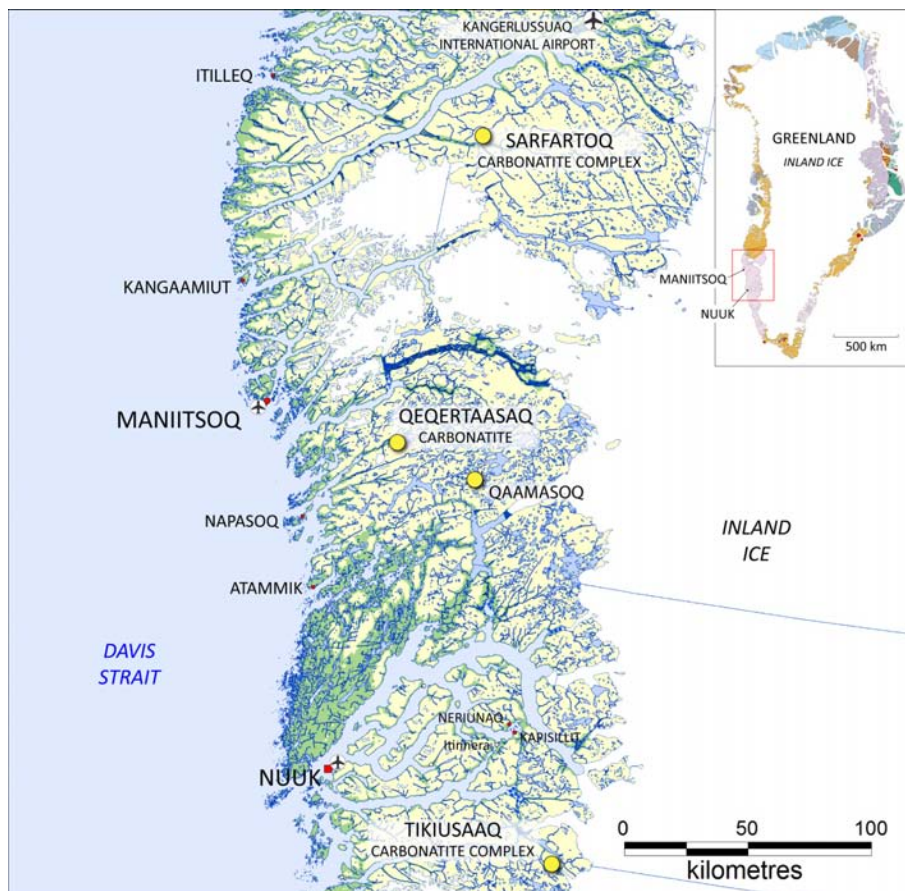 KANGERLUSSUAQ
INTERNATIONAL AIRPORT
ITILLEQ
SARFARTOQ
CARBONATITE COMPLEX
GREENLAND
INLAND ICE
MANIITSOQ
NUUK
500 km
KANGAAMIUT
MANIITSOQ
QEQERTAASAQ
CARBONATITE
QAAMASOQ
NAPASOQ
INLAND
ICE
ATAMMIK
DAVIS
STRAIT
NERIUNAQ
KAPISILLIT
Itinnera
NUUK
TIKIUSAAQ
CARBONATITE COMPLEX
0 50 100
kilometres